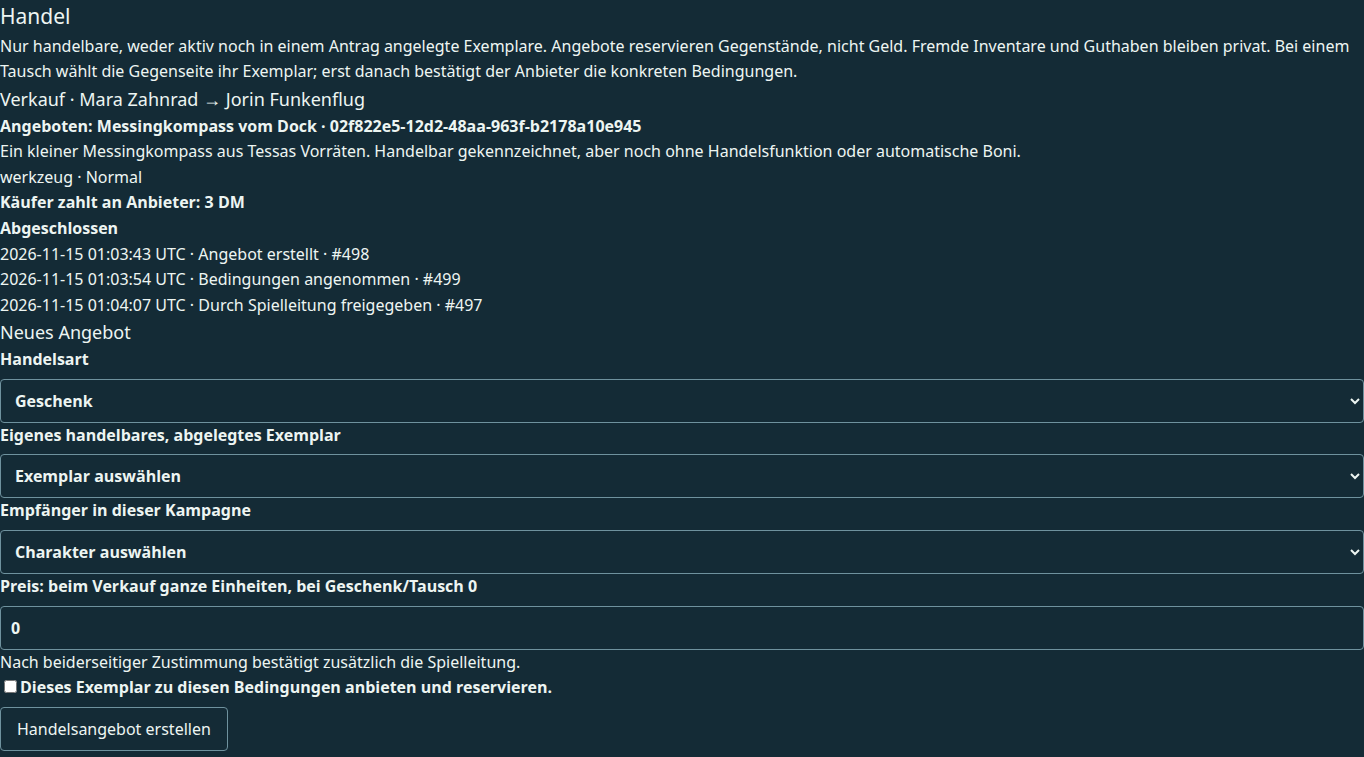 Handel
Nur handelbare, weder aktiv noch in einem Antrag angelegte Exemplare. Angebote reservieren Gegenstände, nicht Geld. Fremde Inventare und Guthaben bleiben privat. Bei einem
Tausch wählt die Gegenseite ihr Exemplar; erst danach bestätigt der Anbieter die konkreten Bedingungen.
Verkauf · Mara Zahnrad → Jorin Funkenflug
Angeboten: Messingkompass vom Dock · 02f822e5-12d2-48aa-963f-b2178a10e945
Ein kleiner Messingkompass aus Tessas Vorräten. Handelbar gekennzeichnet, aber noch ohne Handelsfunktion oder automatische Boni.
werkzeug · Normal
Käufer zahlt an Anbieter: 3 DM
Abgeschlossen
2026-11-15 01:03:43 UTC · Angebot erstellt · #498
2026-11-15 01:03:54 UTC · Bedingungen angenommen · #499
2026-11-15 01:04:07 UTC · Durch Spielleitung freigegeben · #497
Neues Angebot
Handelsart
Geschenk
Eigenes handelbares, abgelegtes Exemplar
Exemplar auswählen
Empfänger in dieser Kampagne
Charakter auswählen
Preis: beim Verkauf ganze Einheiten, bei Geschenk/Tausch 0
0
Nach beiderseitiger Zustimmung bestätigt zusätzlich die Spielleitung.
Dieses Exemplar zu diesen Bedingungen anbieten und reservieren.
Handelsangebot erstellen